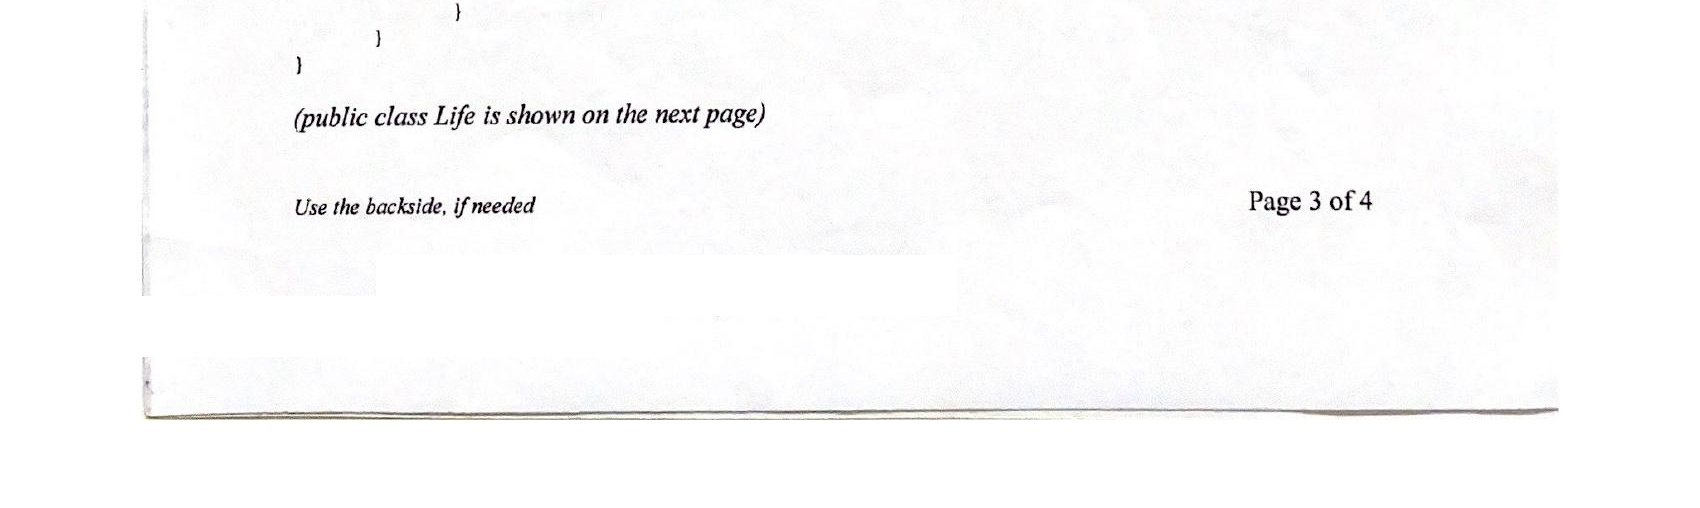 }
}
}
(public class Life is shown on the next page)
Use the backside, if needed
Page 3 of 4